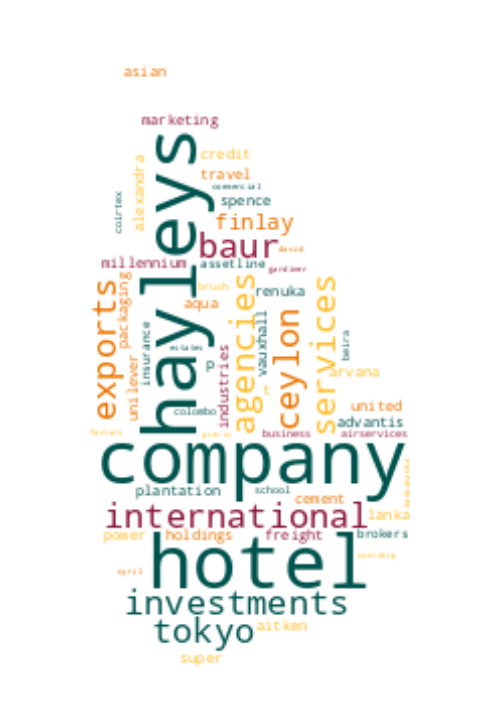 asian
marketing
credit
alexandra
travel
commercial
coirtex
spence
hayleys
finlay
baur
david
millennium
assetline
gardiner
packaging
exports
brush
renuka
agencies
services
aqua
ceylon
vauxhall
insurance
unilever
estates
industries
p
beira
arvana
united
colombo
advantis
business
airservices
company
plantation
school
cement
international
lanka
power
holdings
freight
brokers
hotel
cyril
investments
tokyo
aitken
super